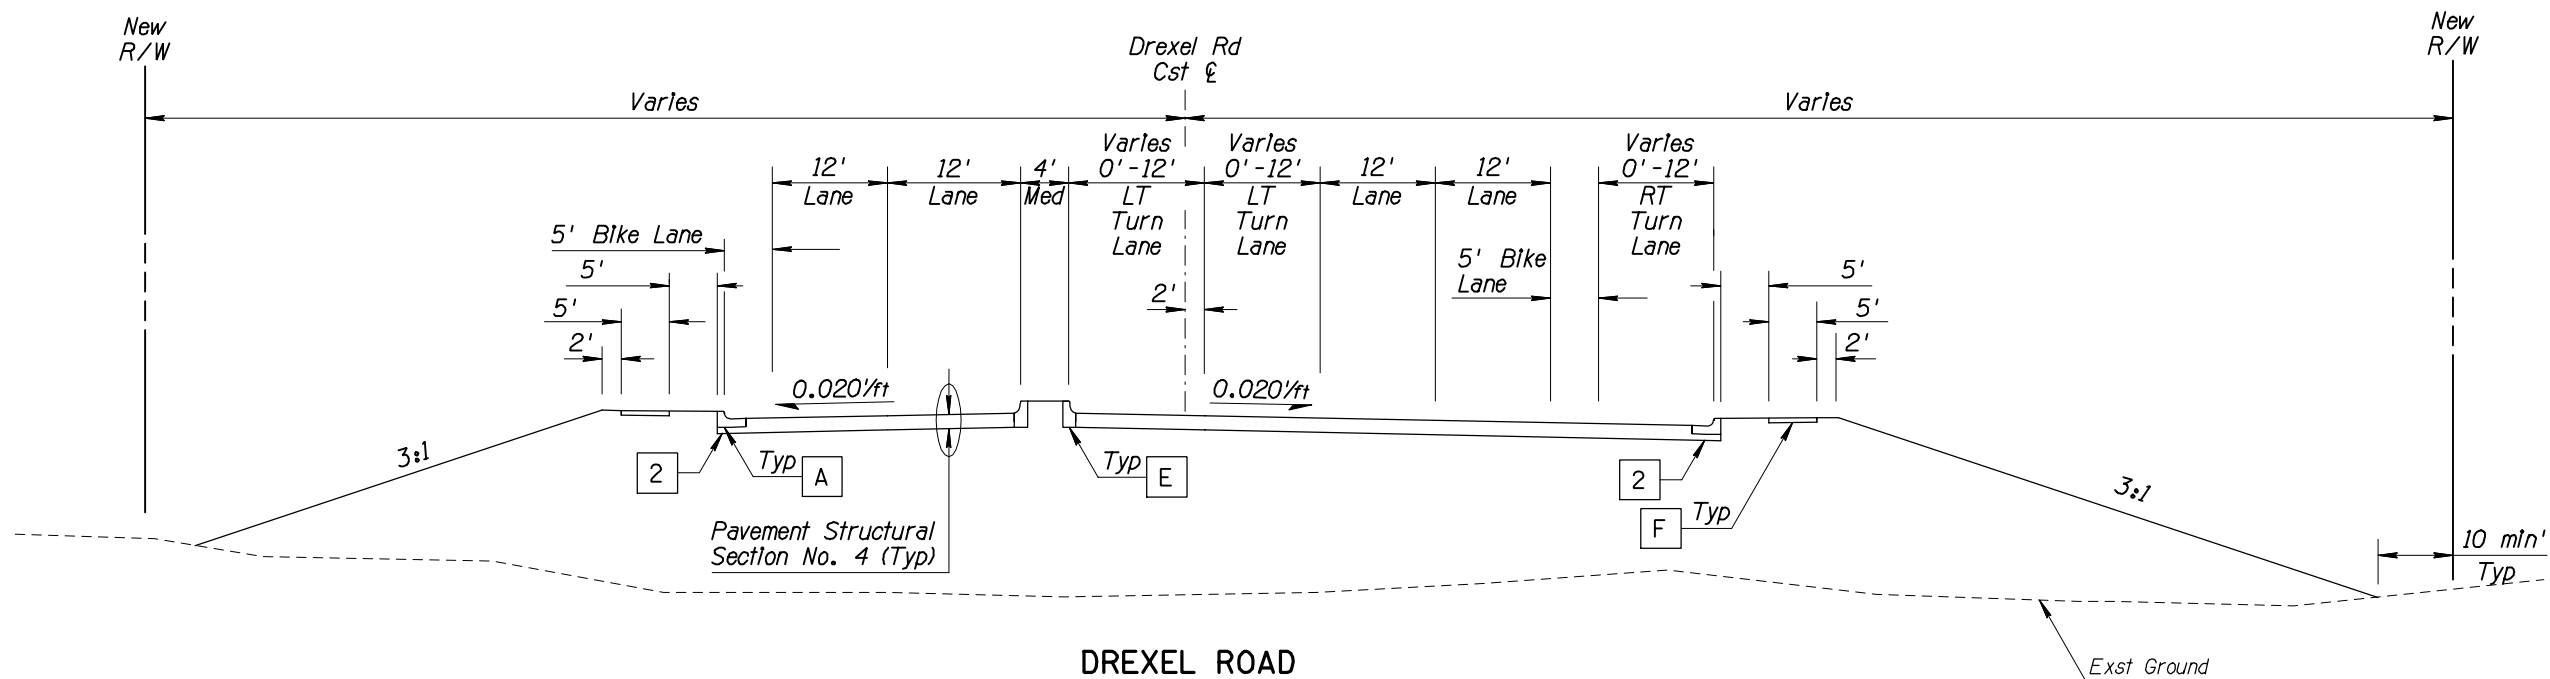 New
R/W
Drexel Rd
Cst ℄
New
R/W
Varies
Varies
12'
Lane
12'
Lane
4'
Med
Varies
0'-12'
LT
Turn
Lane
Varies
0'-12'
LT
Turn
Lane
12'
Lane
12'
Lane
Varies
0'-12'
RT
Turn
Lane
5' Bike Lane
5'
5'
2'
2'
5' Bike
Lane
5'
5'
2'
0.020'/ft
0.020'/ft
3:1
3:1
2
Typ A
Typ E
2
F Typ
Pavement Structural
Section No. 4 (Typ)
10 min'
Typ
Exst Ground
DREXEL ROAD